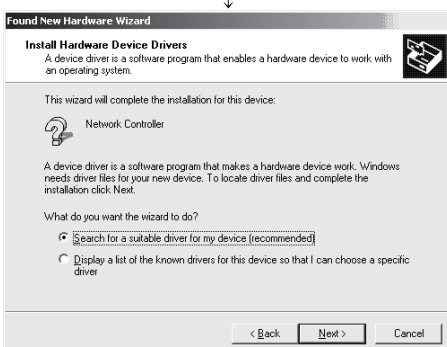 Found New Hardware Wizard
Install Hardware Device Drivers
A device driver is a software program that enables a hardware device to work with
an operating system.
This wizard will complete the installation for this device:
Network Controller
A device driver is a software program that makes a hardware device work. Windows
needs driver files for your new device. To locate driver files and complete the
installation click Next.
What do you want the wizard to do?
Search for a suitable driver for my device (recommended)
Display a list of the known drivers for this device so that I can choose a specific
driver
< Back Next > Cancel